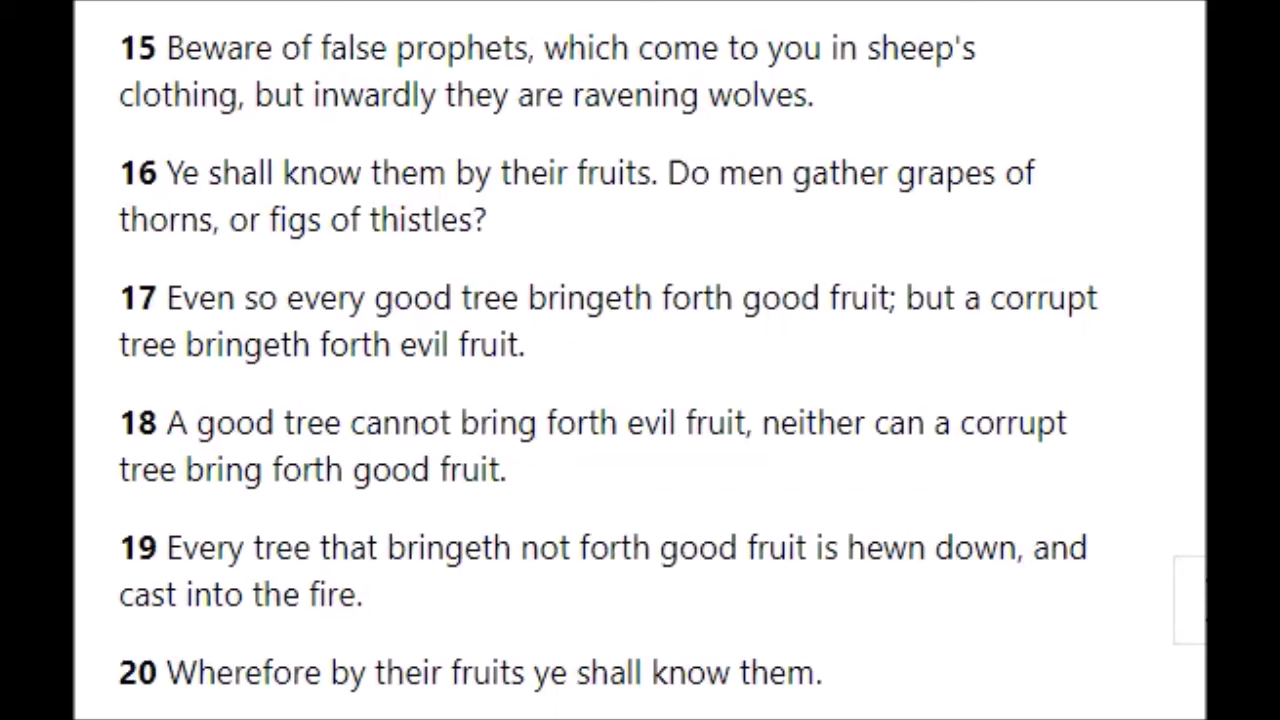 15 Beware of false prophets, which come to you in sheep's
clothing, but inwardly they are ravening wolves.
16 Ye shall know them by their fruits. Do men gather grapes of
thorns, or figs of thistles?
17 Even so every good tree bringeth forth good fruit; but a corrupt
tree bringeth forth evil fruit.
18 A good tree cannot bring forth evil fruit, neither can a corrupt
tree bring forth good fruit.
19 Every tree that bringeth not forth good fruit is hewn down, and
cast into the fire.
20 Wherefore by their fruits ye shall know them.